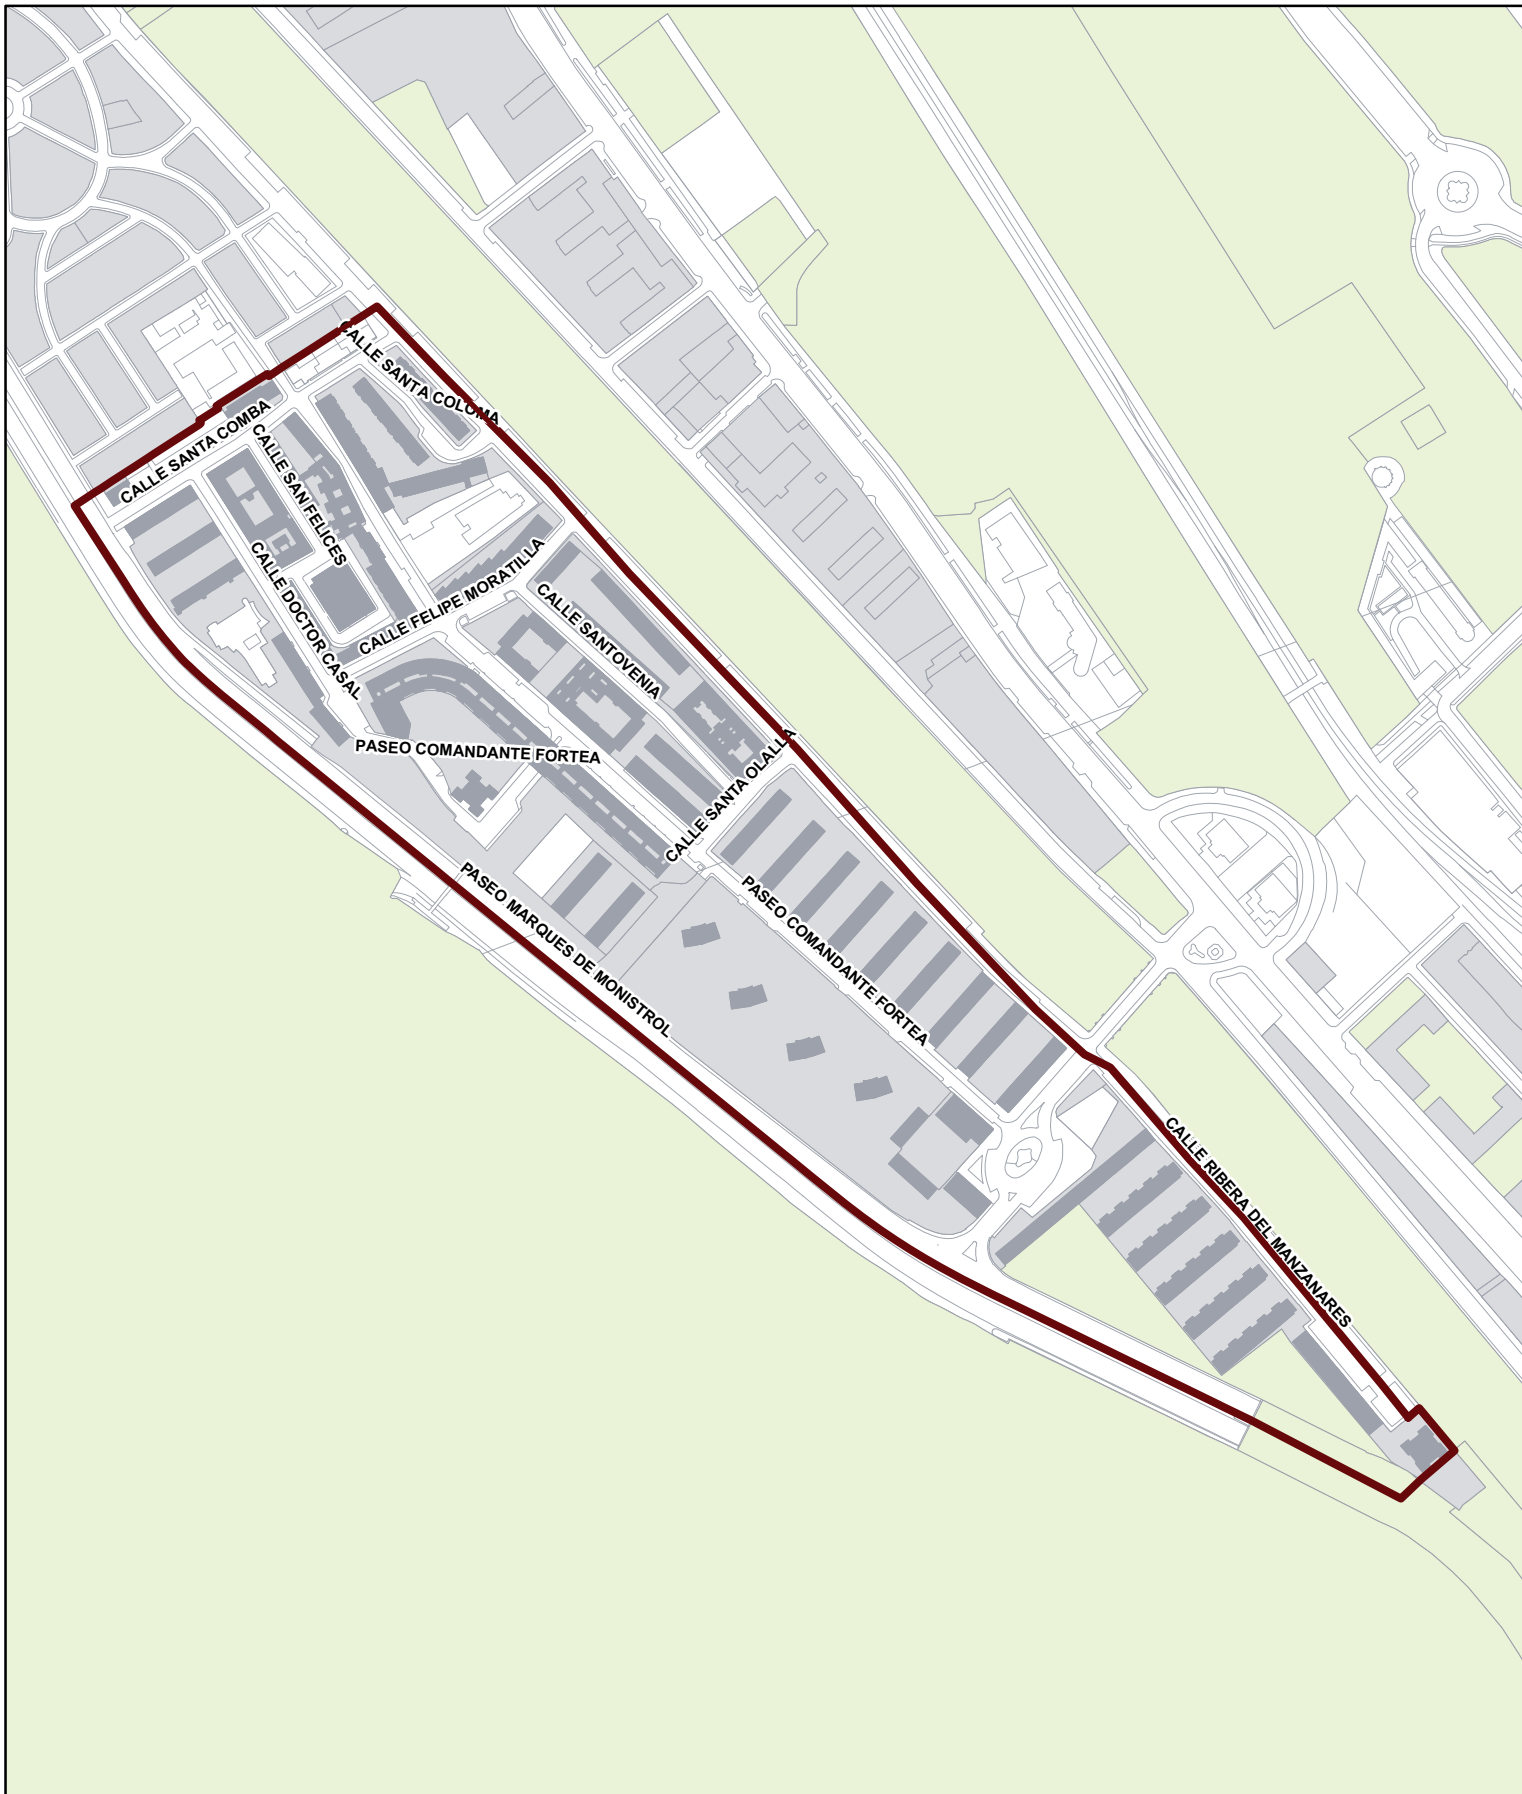 CALLE SANTA COLOMA
CALLE SANTA COMBA
CALLE SAN FELICES
CALLE DOCTOR CASAL
CALLE FELIPE MORATILLA
CALLE SANTOVENIA
PASEO COMANDANTE FORTEA
CALLE SANTA OLALLA
PASEO MARQUES DE MONISTROL
PASEO COMANDANTE FORTEA
CALLE RIBERA DEL MANZANARES